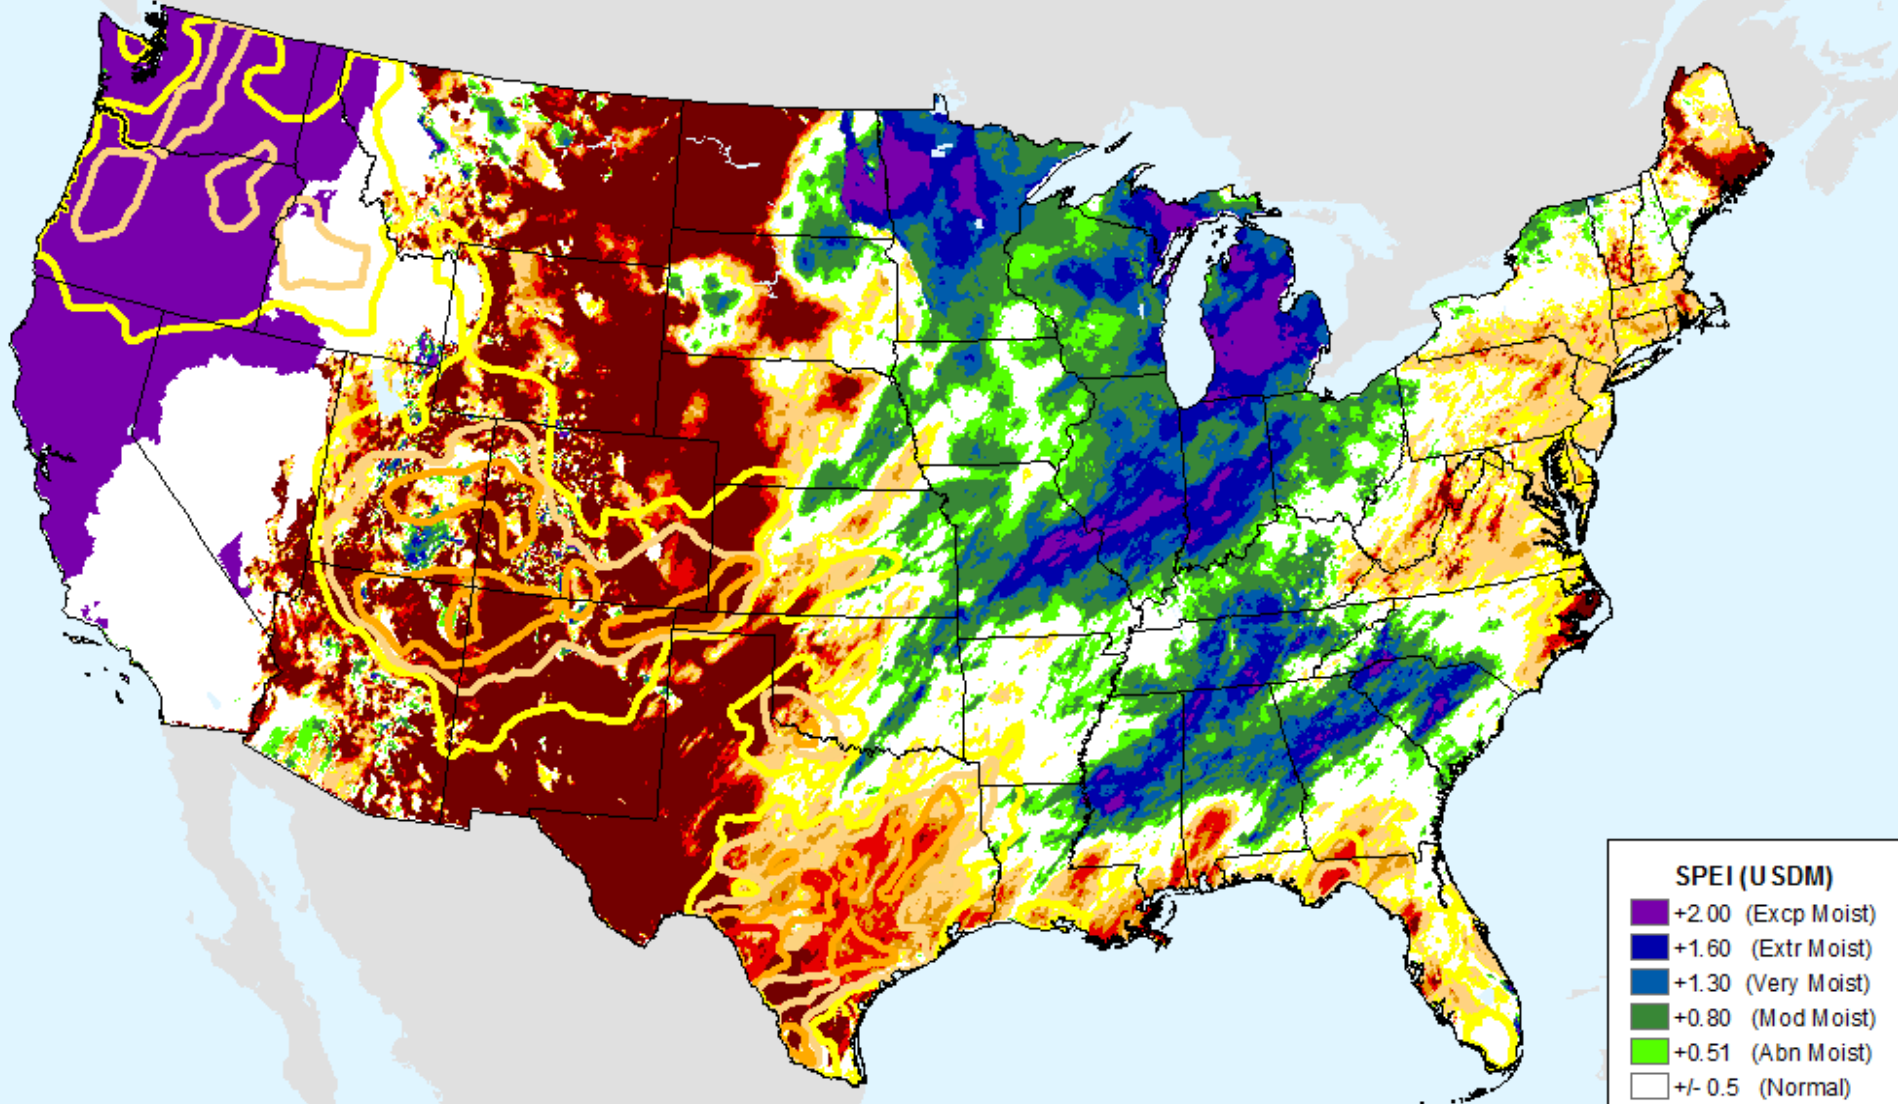 SPEI (USDM)
+2.00 (Excp Moist)
+1.60 (Extr Moist)
+1.30 (Very Moist)
+0.80 (Mod Moist)
+0.51 (Abn Moist)
+/- 0.5 (Normal)